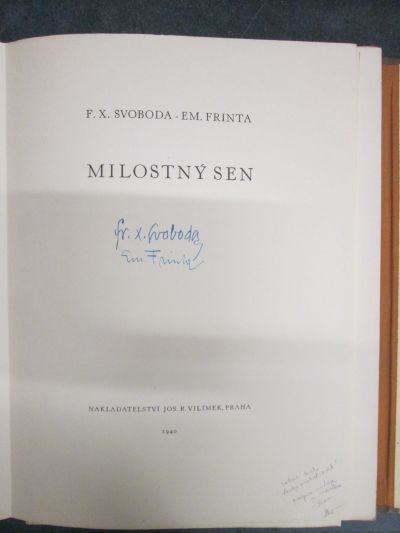 F. X. SVOBODA - EM. FRINTA
MILOSTNÝ SEN
Fr. X. Svoboda
Em Frinta
NAKLADATELSTVÍ JOS. R. VILÍMEK, PRAHA
1940